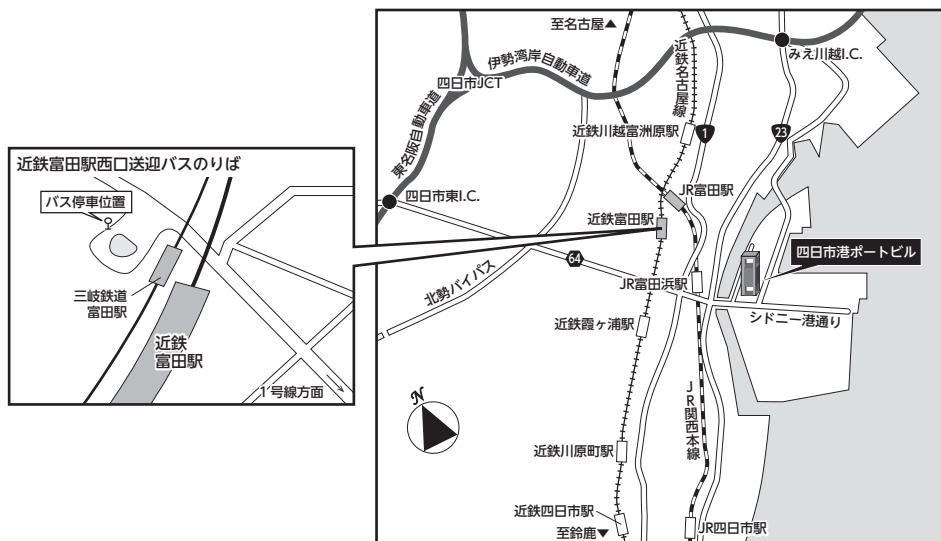 至名古屋▲
近鉄名古屋線
みえ川越I.C.
伊勢湾岸自動車道
四日市JCT
東名阪自動車道
近鉄川越富洲原駅
1
23
近鉄富田駅西口送迎バスのりば
バス停車位置
三岐鉄道
富田駅
近鉄
富田駅
1号線方面
四日市東I.C.
JR富田駅
近鉄富田駅
四日市港ポートビル
64
北勢バイパス
JR富田浜駅
シドニー港通り
近鉄霞ヶ浦駅
N
JR関西本線
近鉄川原町駅
近鉄四日市駅
至鈴鹿▼
JR四日市駅